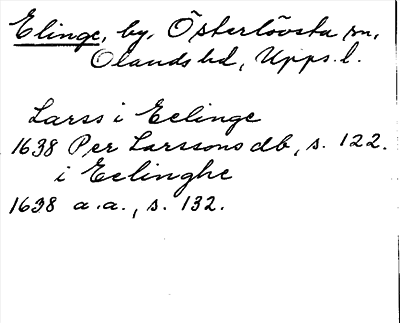 Elinge, by, Österlövsta sn,
Olands hd, Upps. l.
Larss i Eelinge
1638 Per Larssons db, s. 122.
i Eelinghe
1638 a.a., s. 132.